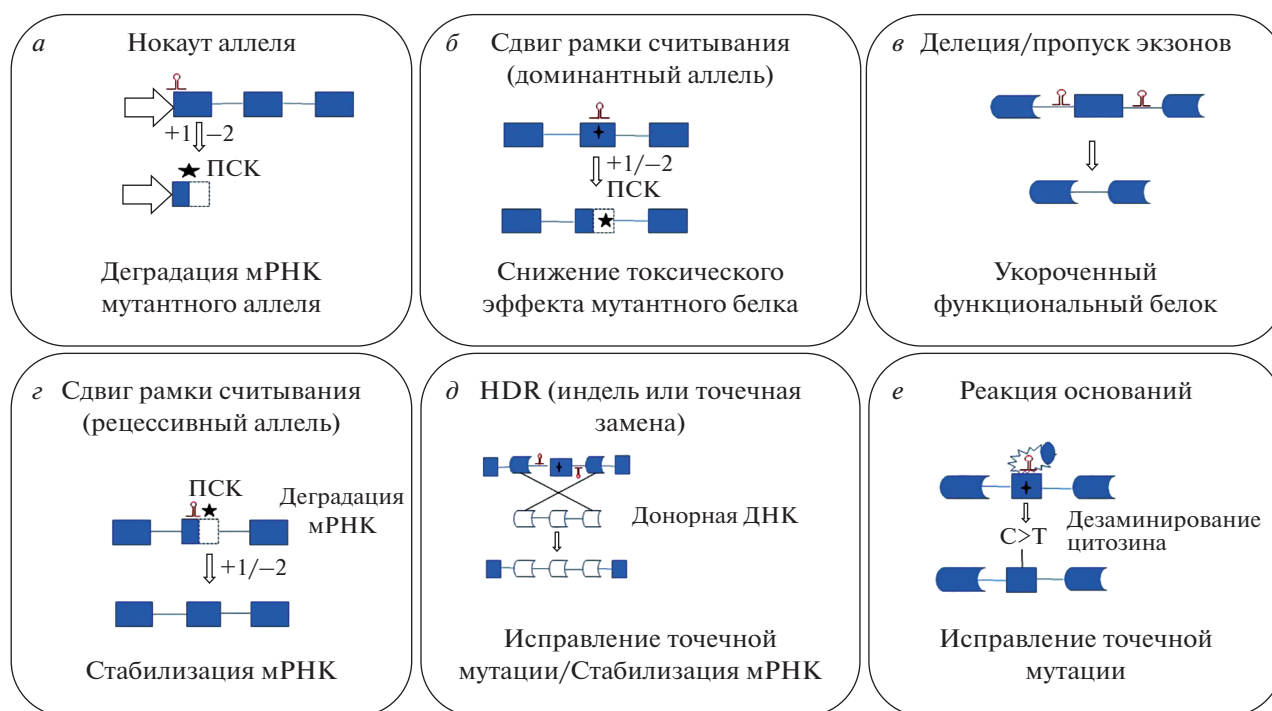 а Нокаут аллеля
+1 −2
ПСК
Деградация мРНК
мутантного аллеля
б Сдвиг рамки считывания
(доминантный аллель)
+1/−2
ПСК
Снижение токсического
эффекта мутантного белка
в Делеция/пропуск экзонов
Укороченный
функциональный белок
г Сдвиг рамки считывания
(рецессивный аллель)
ПСК
Деградация
мРНК
+1/−2
Стабилизация мРНК
д HDR (индель или точечная
замена)
Донорная ДНК
Исправление точечной
мутации/Стабилизация мРНК
е Реакция оснований
C>T
Дезаминирование
цитозина
Исправление точечной
мутации